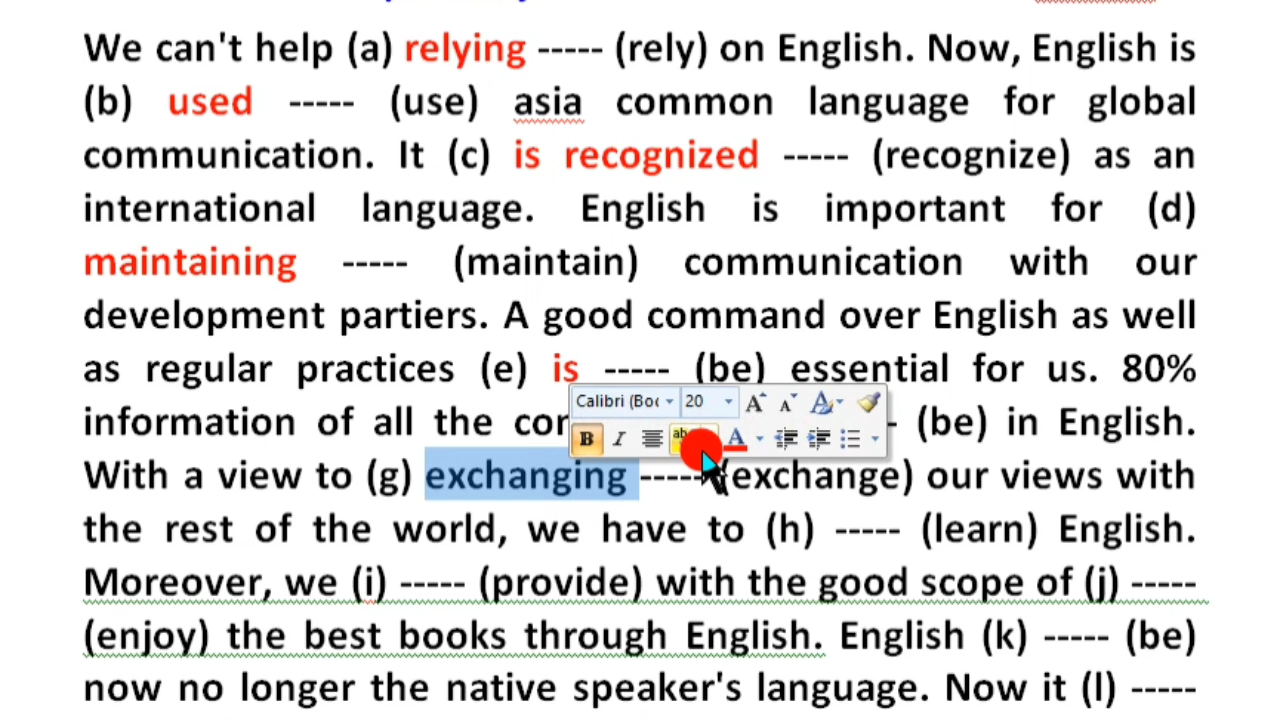 We can't help (a) relying ----- (rely) on English. Now, English is
(b) used ----- (use) asia common language for global
communication. It (c) is recognized ----- (recognize) as an
international language. English is important for (d)
maintaining ----- (maintain) communication with our
development partiers. A good command over English as well
as regular practices (e) is ----- (be) essential for us. 80%
Calibri (Boc 20
information of all the - (be) in English.
With a view to (g) exchanging ----- (exchange) our views with
the rest of the world, we have to (h) ----- (learn) English.
Moreover, we (i) ----- (provide) with the good scope of (j) -----
(enjoy) the best books through English. English (k) ----- (be)
now no longer the native speaker's language. Now it (l) -----